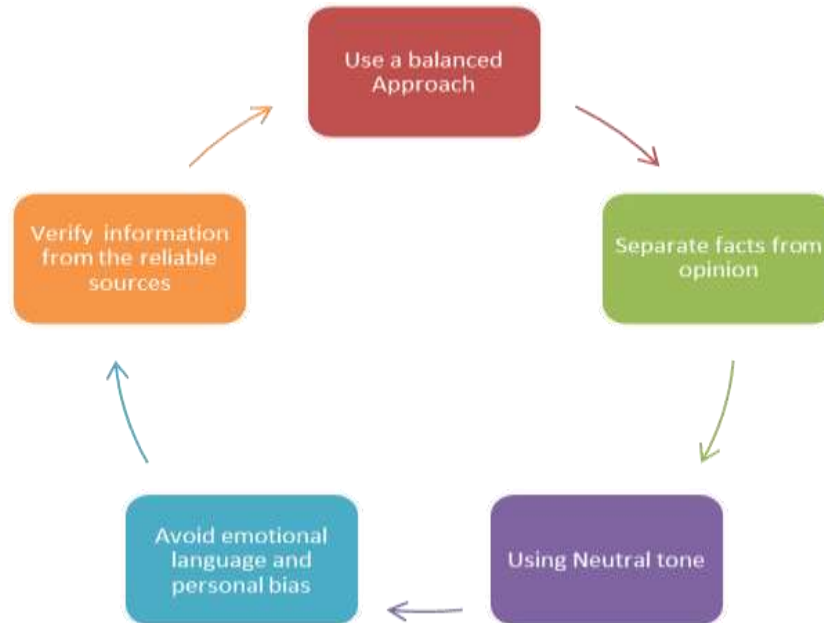 Use a balanced
Approach
Separate facts from
opinion
Using Neutral tone
Avoid emotional
language and
personal bias
Verify information
from the reliable
sources